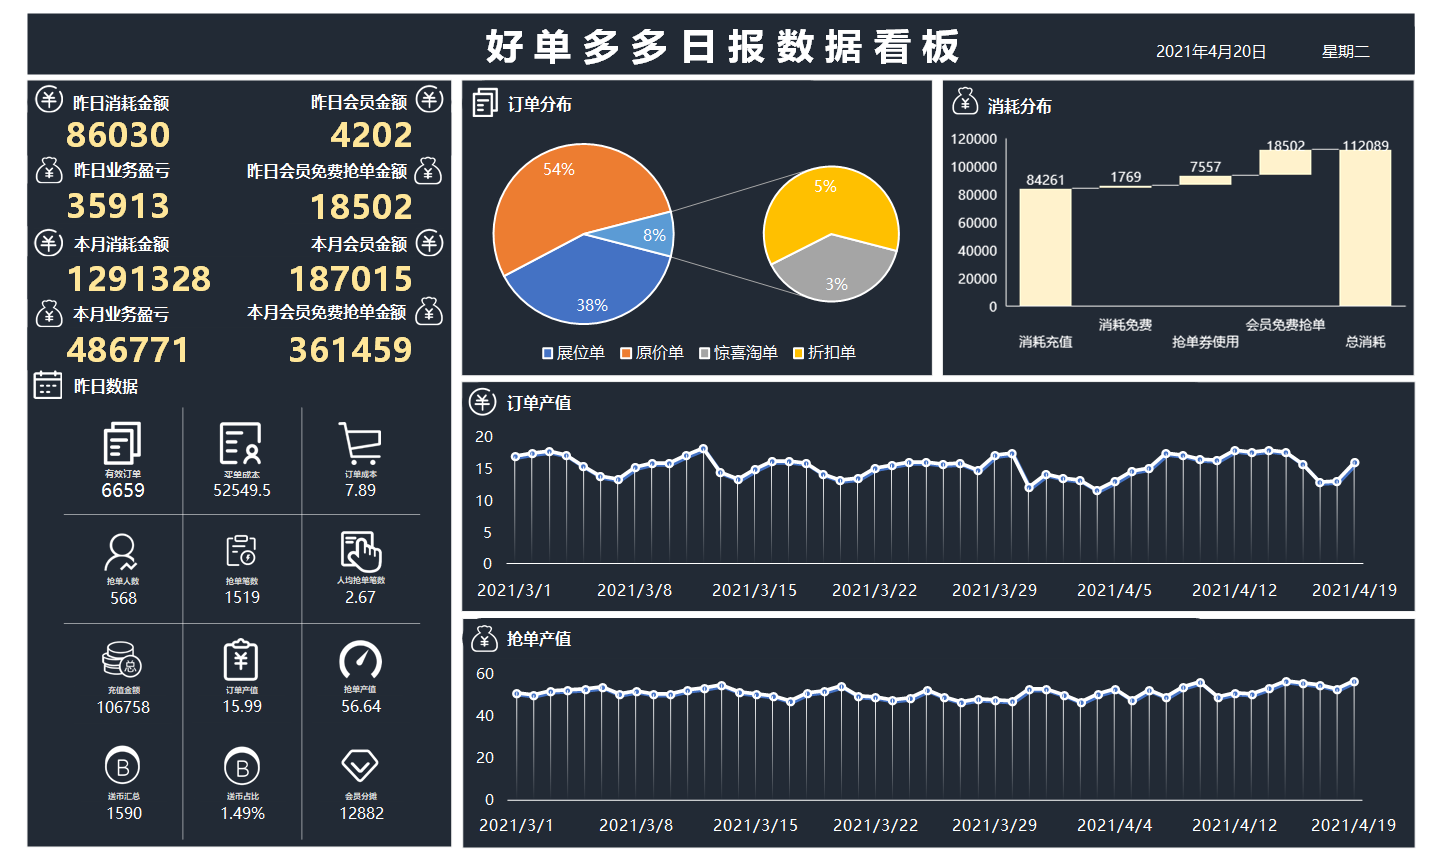 好单多多日报数据看板
2021年4月20日
星期二
昨日消耗金额
昨日会员金额
86030
4202
昨日业务盈亏
昨日会员免费抢单金额
35913
18502
本月消耗金额
本月会员金额
1291328
187015
本月业务盈亏
本月会员免费抢单金额
486771
361459
昨日数据
有效订单
买单成本
订单成本
6659
52549.5
7.89
抢单人数
抢单笔数
人均抢单笔数
568
1519
2.67
总
充值金额
订单产值
抢单产值
106758
15.99
56.64
B
B
送币汇总
送币占比
会员分摊
1590
1.49%
12882
订单分布
54%
8%
38%
5%
3%
展位单
原价单
惊喜淘单
折扣单
消耗分布
120000
100000
80000
60000
40000
20000
0
84261
1769
7557
18502
112089
消耗充值
消耗免费
抢单券使用
会员免费抢单
总消耗
订单产值
20
15
10
5
0
2021/3/1
2021/3/8
2021/3/15
2021/3/22
2021/3/29
2021/4/5
2021/4/12
2021/4/19
抢单产值
60
40
20
0
2021/3/1
2021/3/8
2021/3/15
2021/3/22
2021/3/29
2021/4/4
2021/4/12
2021/4/19